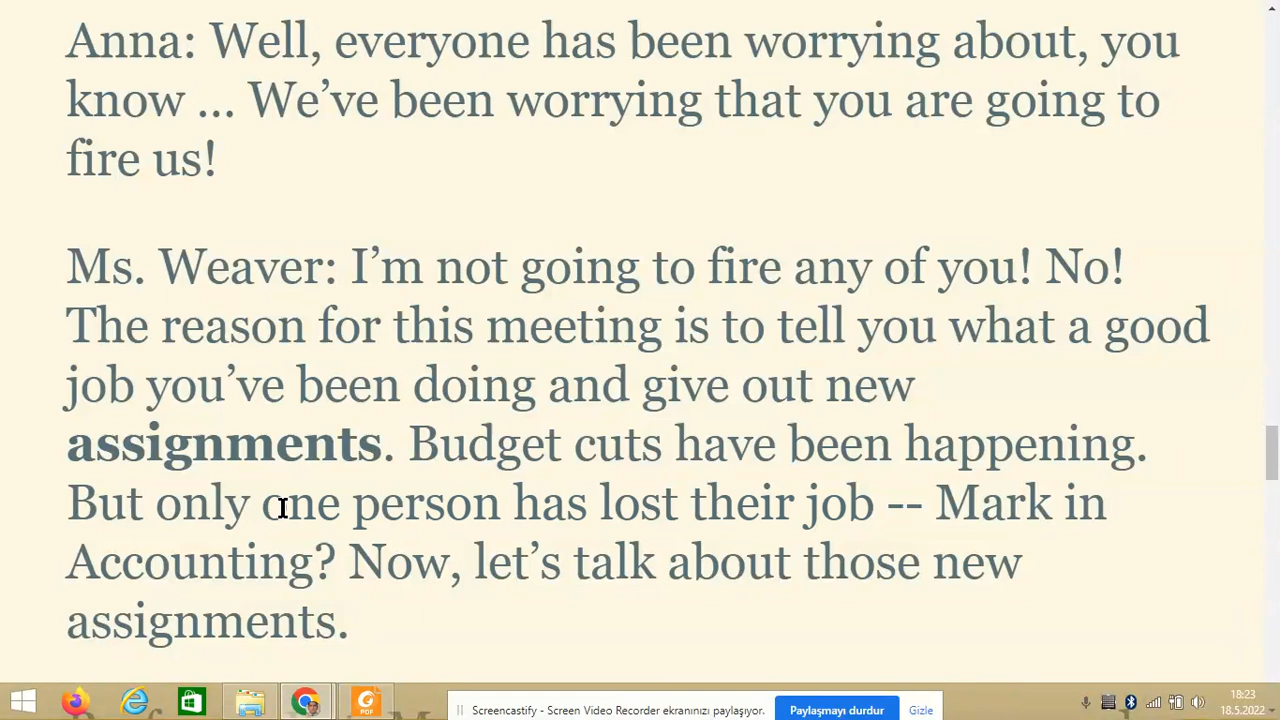 Anna: Well, everyone has been worrying about, you
know ... We’ve been worrying that you are going to
fire us!
Ms. Weaver: I’m not going to fire any of you! No!
The reason for this meeting is to tell you what a good
job you’ve been doing and give out new
assignments. Budget cuts have been happening.
But only one person has lost their job -- Mark in
Accounting? Now, let’s talk about those new
assignments.
PDF
Screencastify - Screen Video Recorder ekranınızı paylaşıyor.
Paylaşmayı durdur
Gizle
18:23
18.5.2022